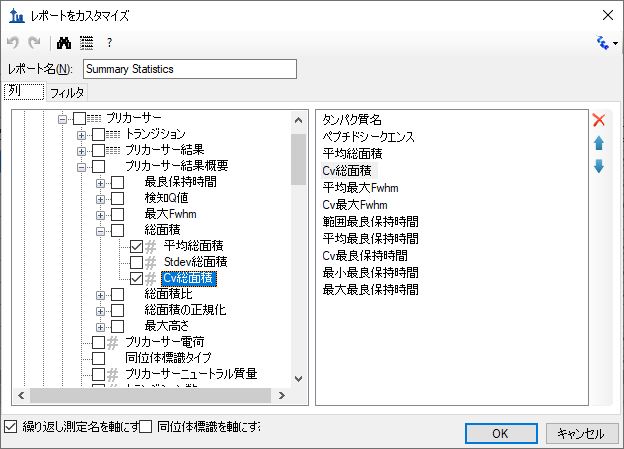 レポートをカスタマイズ
?
レポート名(N):
Summary Statistics
列
フィルタ
プリカーサー
トランジション
プリカーサー結果
プリカーサー結果概要
最良保持時間
検知Q値
最大Fwhm
総面積
平均総面積
Stdev総面積
Cv総面積
総面積比
総面積の正規化
最大高さ
プリカーサー電荷
同位体標識タイプ
プリカーサーニュートラル質量
タンパク質名
ペプチドシークエンス
平均総面積
Cv総面積
平均最大Fwhm
Cv最大Fwhm
範囲最良保持時間
平均最良保持時間
Cv最良保持時間
最小最良保持時間
最大最良保持時間
繰り返し測定名を軸にす
同位体標識を軸にす
OK
キャンセル